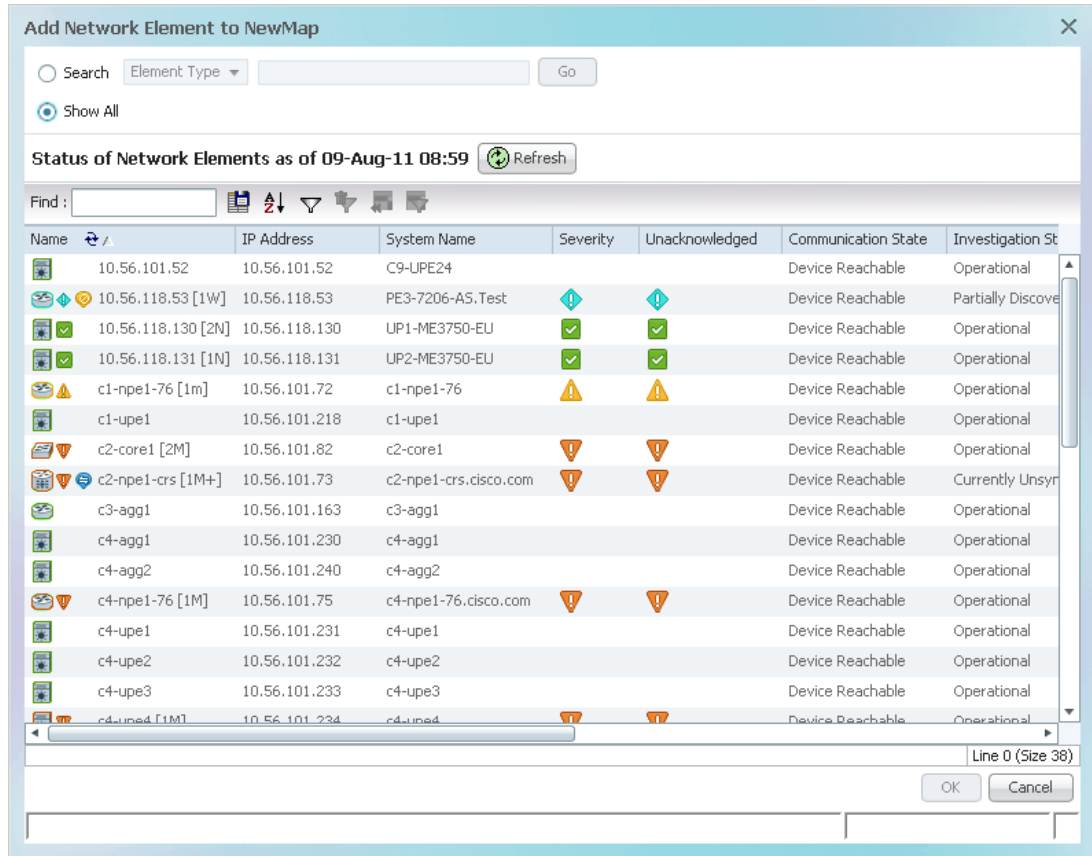 Add Network Element to NewMap
Search Element Type Go
Show All
Status of Network Elements as of 09-Aug-11 08:59 Refresh
Find :
Name IP Address System Name Severity Unacknowledged Communication State Investigation St
10.56.101.52 10.56.101.52 C9-UPE24 Device Reachable Operational
10.56.118.53 [1W] 10.56.118.53 PE3-7206-AS.Test Device Reachable Partially Discove
10.56.118.130 [2N] 10.56.118.130 UP1-ME3750-EU Device Reachable Operational
10.56.118.131 [1N] 10.56.118.131 UP2-ME3750-EU Device Reachable Operational
c1-npe1-76 [1m] 10.56.101.72 c1-npe1-76 Device Reachable Operational
c1-upe1 10.56.101.218 c1-upe1 Device Reachable Operational
c2-core1 [2M] 10.56.101.82 c2-core1 Device Reachable Operational
c2-npe1-crs [1M+] 10.56.101.73 c2-npe1-crs.cisco.com Device Reachable Currently Unsyn
c3-agg1 10.56.101.163 c3-agg1 Device Reachable Operational
c4-agg1 10.56.101.230 c4-agg1 Device Reachable Operational
c4-agg2 10.56.101.240 c4-agg2 Device Reachable Operational
c4-npe1-76 [1M] 10.56.101.75 c4-npe1-76.cisco.com Device Reachable Operational
c4-upe1 10.56.101.231 c4-upe1 Device Reachable Operational
c4-upe2 10.56.101.232 c4-upe2 Device Reachable Operational
c4-upe3 10.56.101.233 c4-upe3 Device Reachable Operational
c4-upe4 [1M] 10.56.101.234 c4-upe4 Device Reachable Operational
Line 0 (Size 38)
OK Cancel